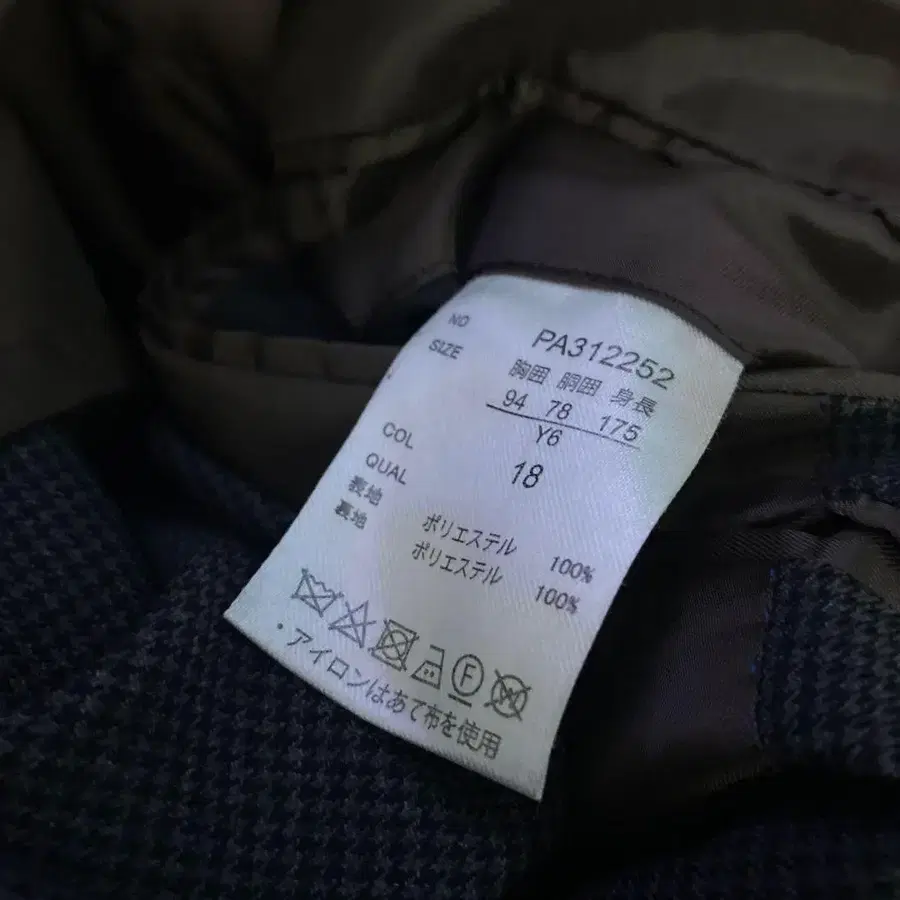 NO PA312252
SIZE 胸囲 胴囲 身長
94 78 175
Y6
COL 18
QUAL
表地 ポリエステル 100%
裏地 ポリエステル 100%
F W
・アイロンはあて布を使用